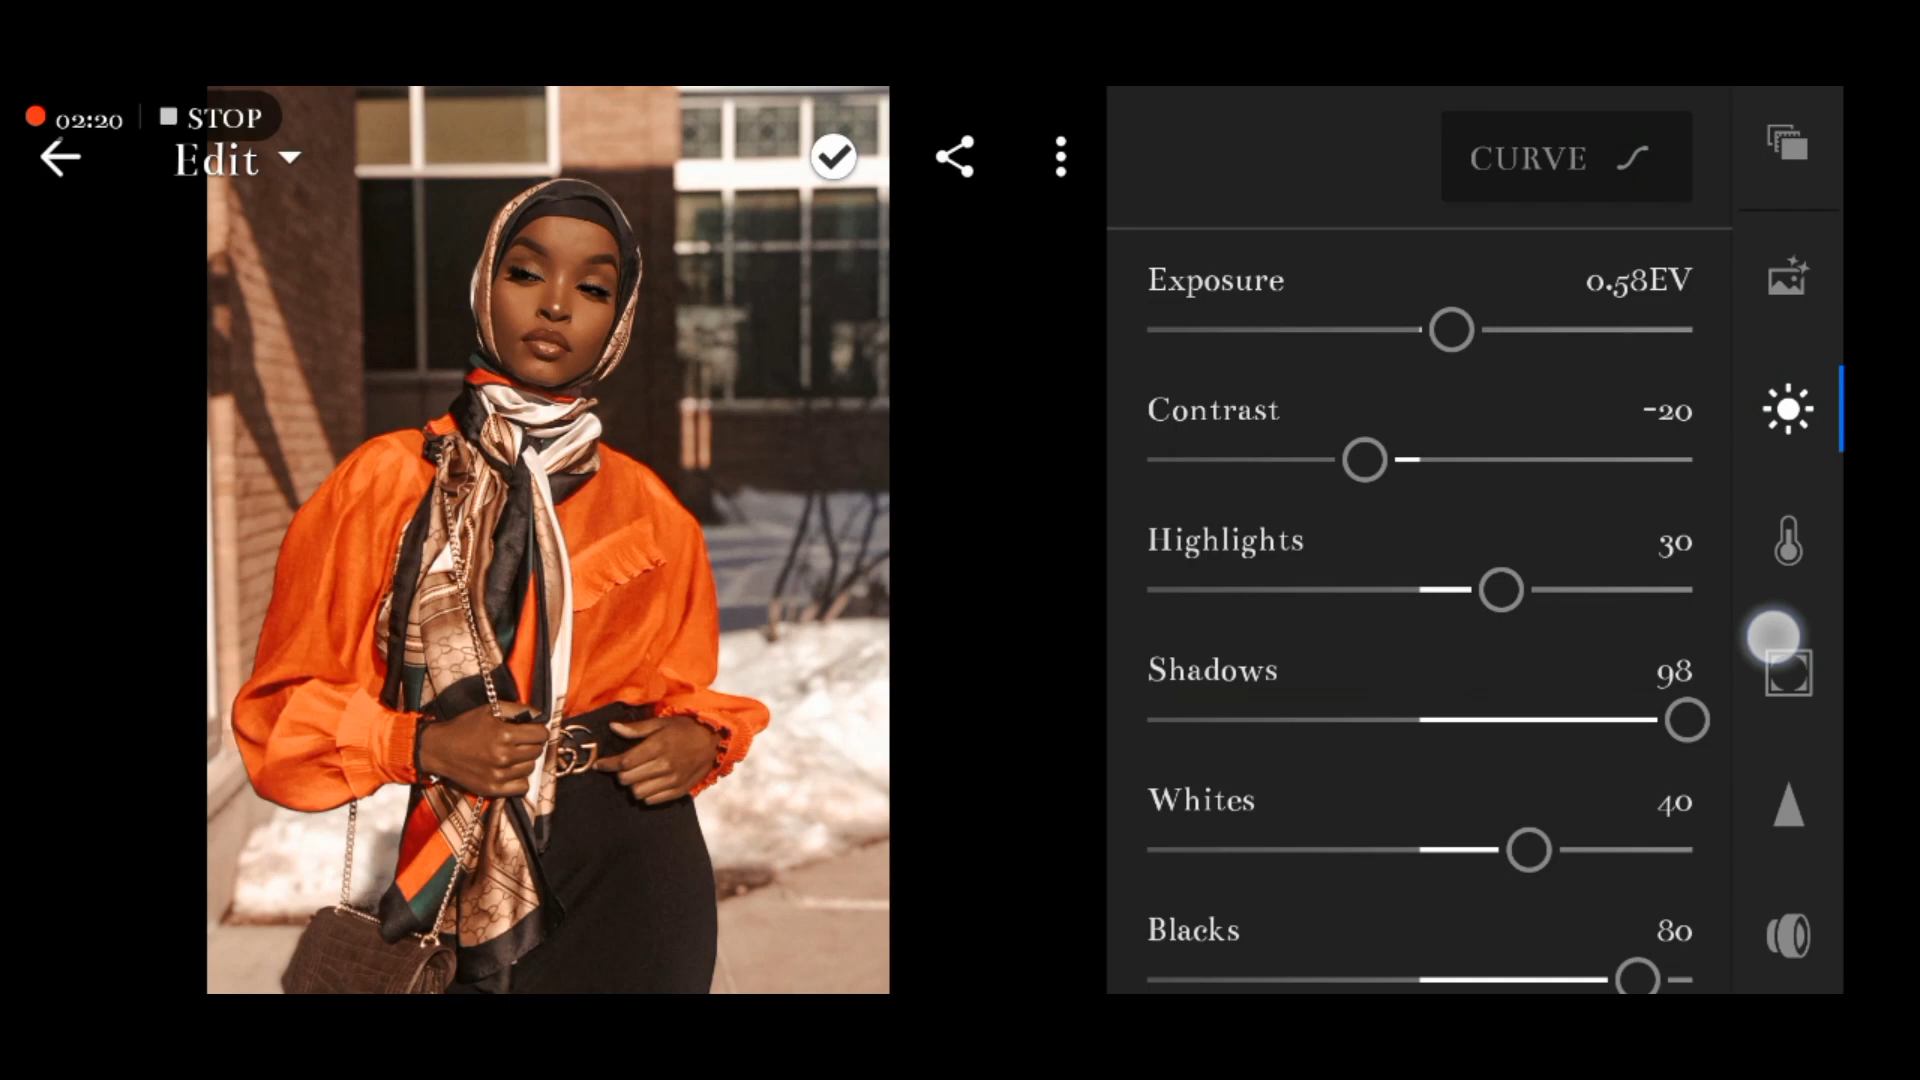 02:20 STOP
Edit
CURVE
Exposure 0.58EV
Contrast -20
Highlights 30
Shadows 98
Whites 40
Blacks 80